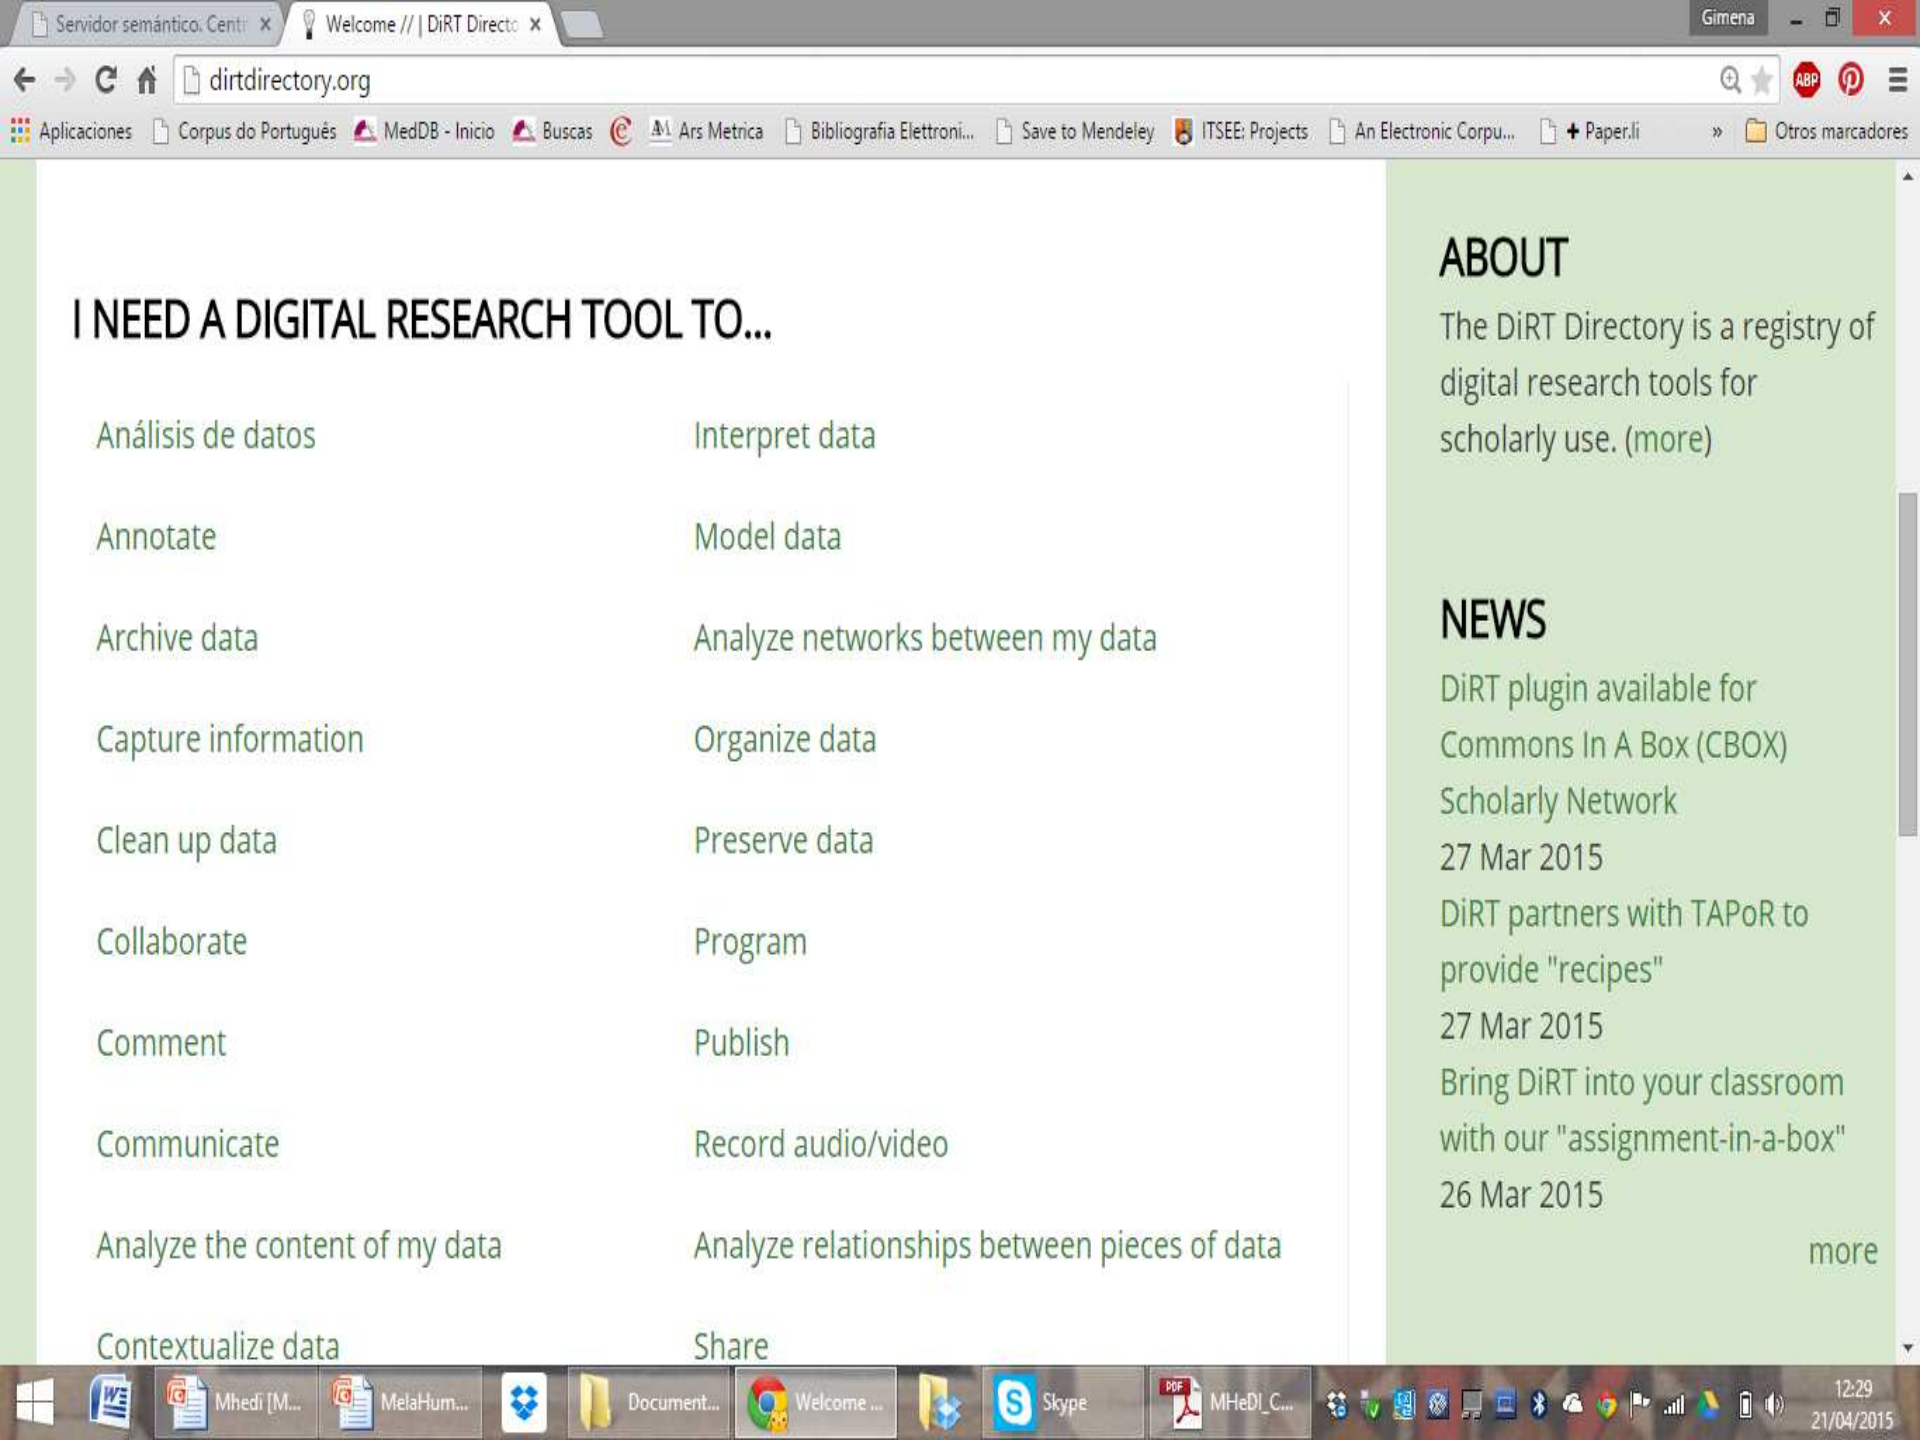 Servidor semántico. Cent
Welcome // | DiRT Directo
Gimena
dirtdirectory.org
ABP
Aplicaciones
Corpus do Português
MedDB - Inicio
Buscas
Ars Metrica
Bibliografia Elettroni...
Save to Mendeley
ITSEE: Projects
An Electronic Corpu...
+ Paper.li
»
Otros marcadores
I NEED A DIGITAL RESEARCH TOOL TO...
Análisis de datos
Annotate
Archive data
Capture information
Clean up data
Collaborate
Comment
Communicate
Analyze the content of my data
Contextualize data
Interpret data
Model data
Analyze networks between my data
Organize data
Preserve data
Program
Publish
Record audio/video
Analyze relationships between pieces of data
Share
ABOUT
The DiRT Directory is a registry of
digital research tools for
scholarly use. (more)
NEWS
DiRT plugin available for
Commons In A Box (CBOX)
Scholarly Network
27 Mar 2015
DiRT partners with TAPoR to
provide "recipes"
27 Mar 2015
Bring DiRT into your classroom
with our "assignment-in-a-box"
26 Mar 2015
more
Mhedi [M...
MelaHum...
Document...
Welcome ...
Skype
PDF
MHeDI_C...
12:29
21/04/2015